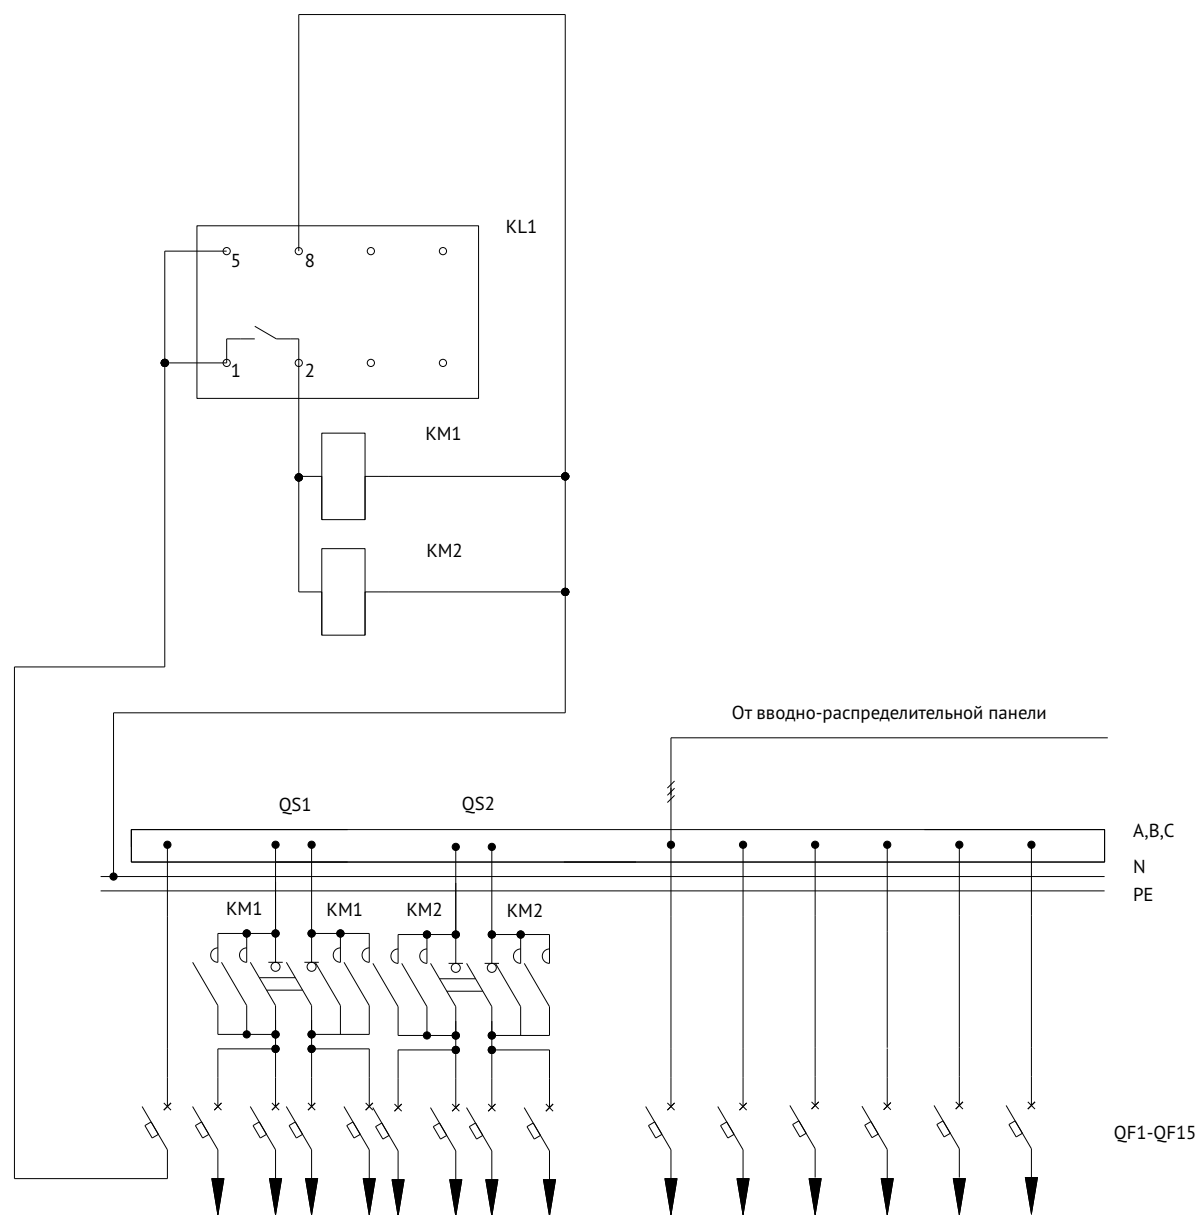 KL1
5
8
1
2
KM1
KM2
От вводно-распределительной панели
QS1
QS2
A,B,C
N
PE
KM1
KM1
KM2
KM2
QF1-QF15